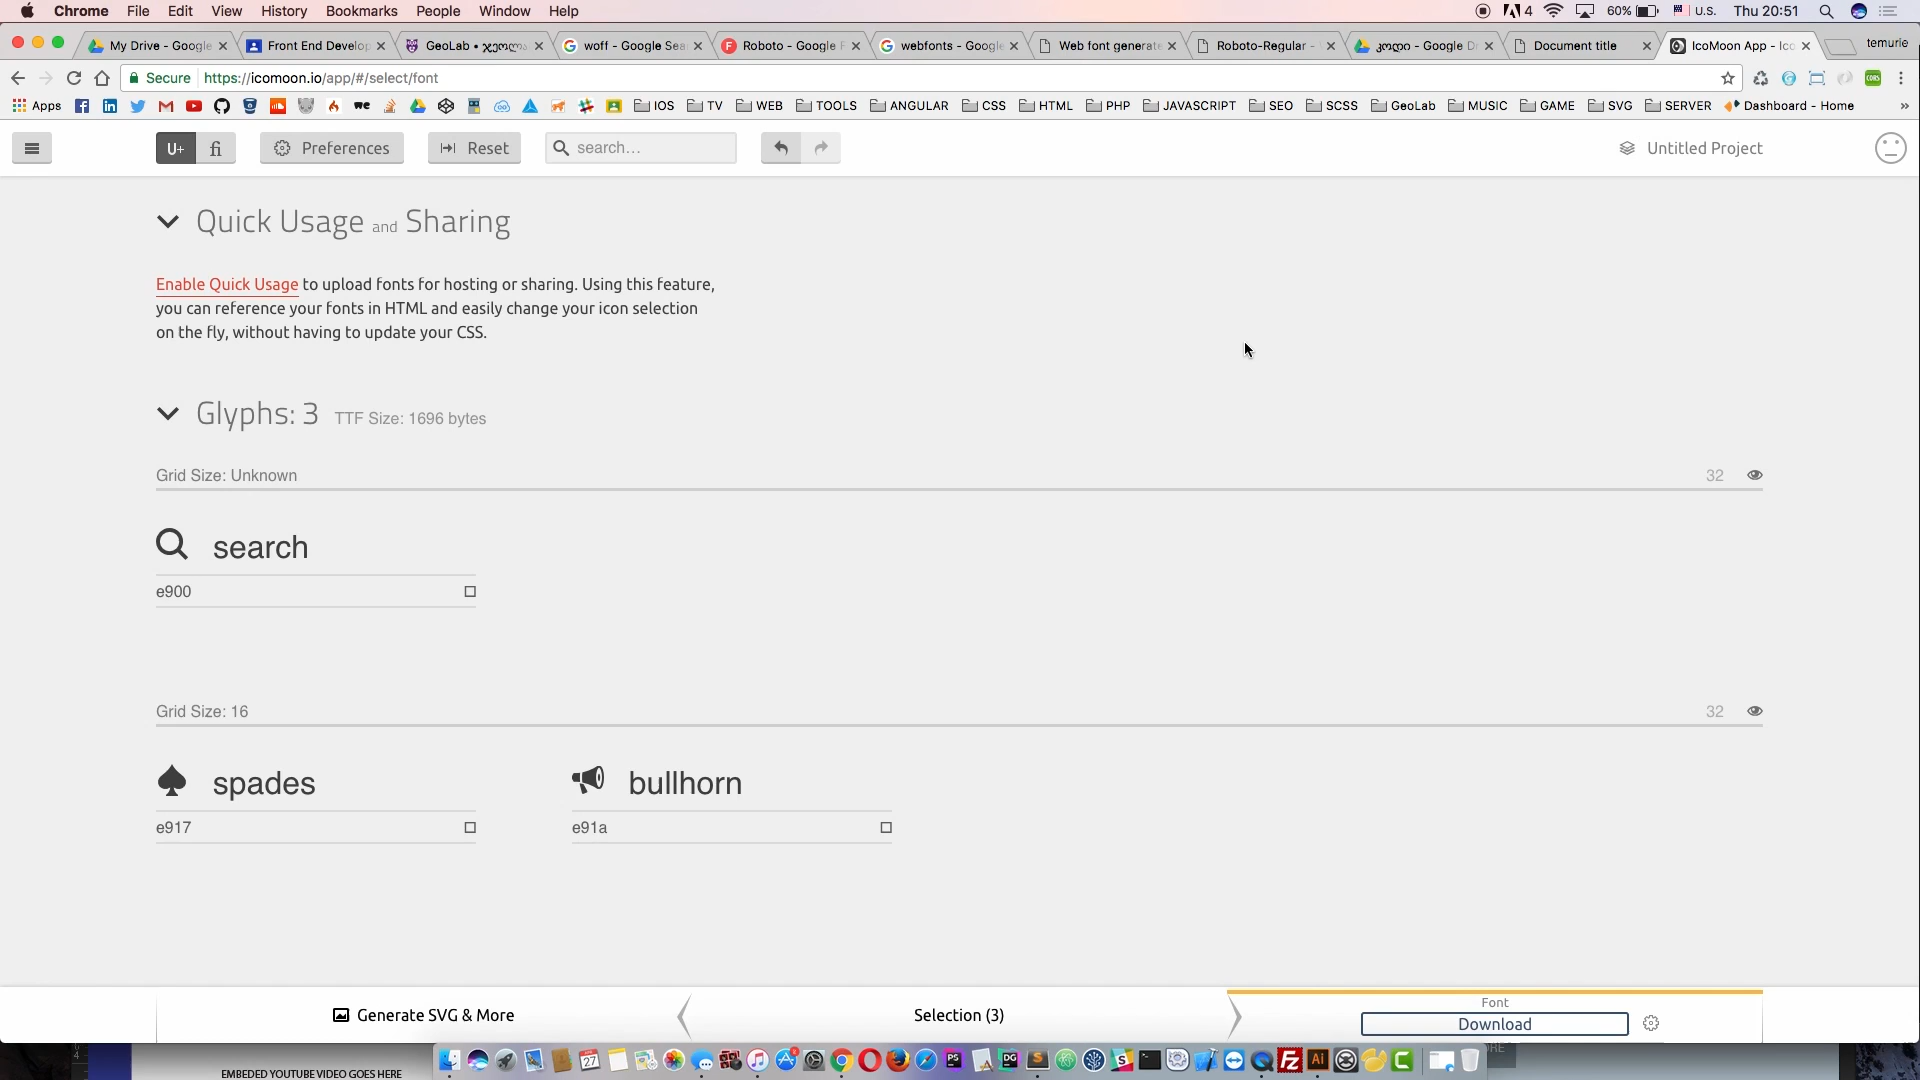 Chrome File Edit View History Bookmarks People Window Help 4 60% U.S. Thu 20:51
My Drive - Google Front End Develop GeoLab • ჯეოლა woff - Google Sea Roboto - Google F webfonts - Google Web font generate Roboto-Regular - კოდი - Google Dr Document title IcoMoon App - Ico temurie
Secure https://icomoon.io/app/#/select/font
Apps IOS TV WEB TOOLS ANGULAR CSS HTML PHP JAVASCRIPT SEO SCSS GeoLab MUSIC GAME SVG SERVER Dashboard - Home »
U+ fi Preferences Reset search... Untitled Project
Quick Usage and Sharing
Enable Quick Usage to upload fonts for hosting or sharing. Using this feature,
you can reference your fonts in HTML and easily change your icon selection
on the fly, without having to update your CSS.
Glyphs: 3 TTF Size: 1696 bytes
Grid Size: Unknown 32
search
e900
Grid Size: 16 32
spades bullhorn
e917 e91a
Generate SVG & More Selection (3) Font
Download
EMBEDED YOUTUBE VIDEO GOES HERE